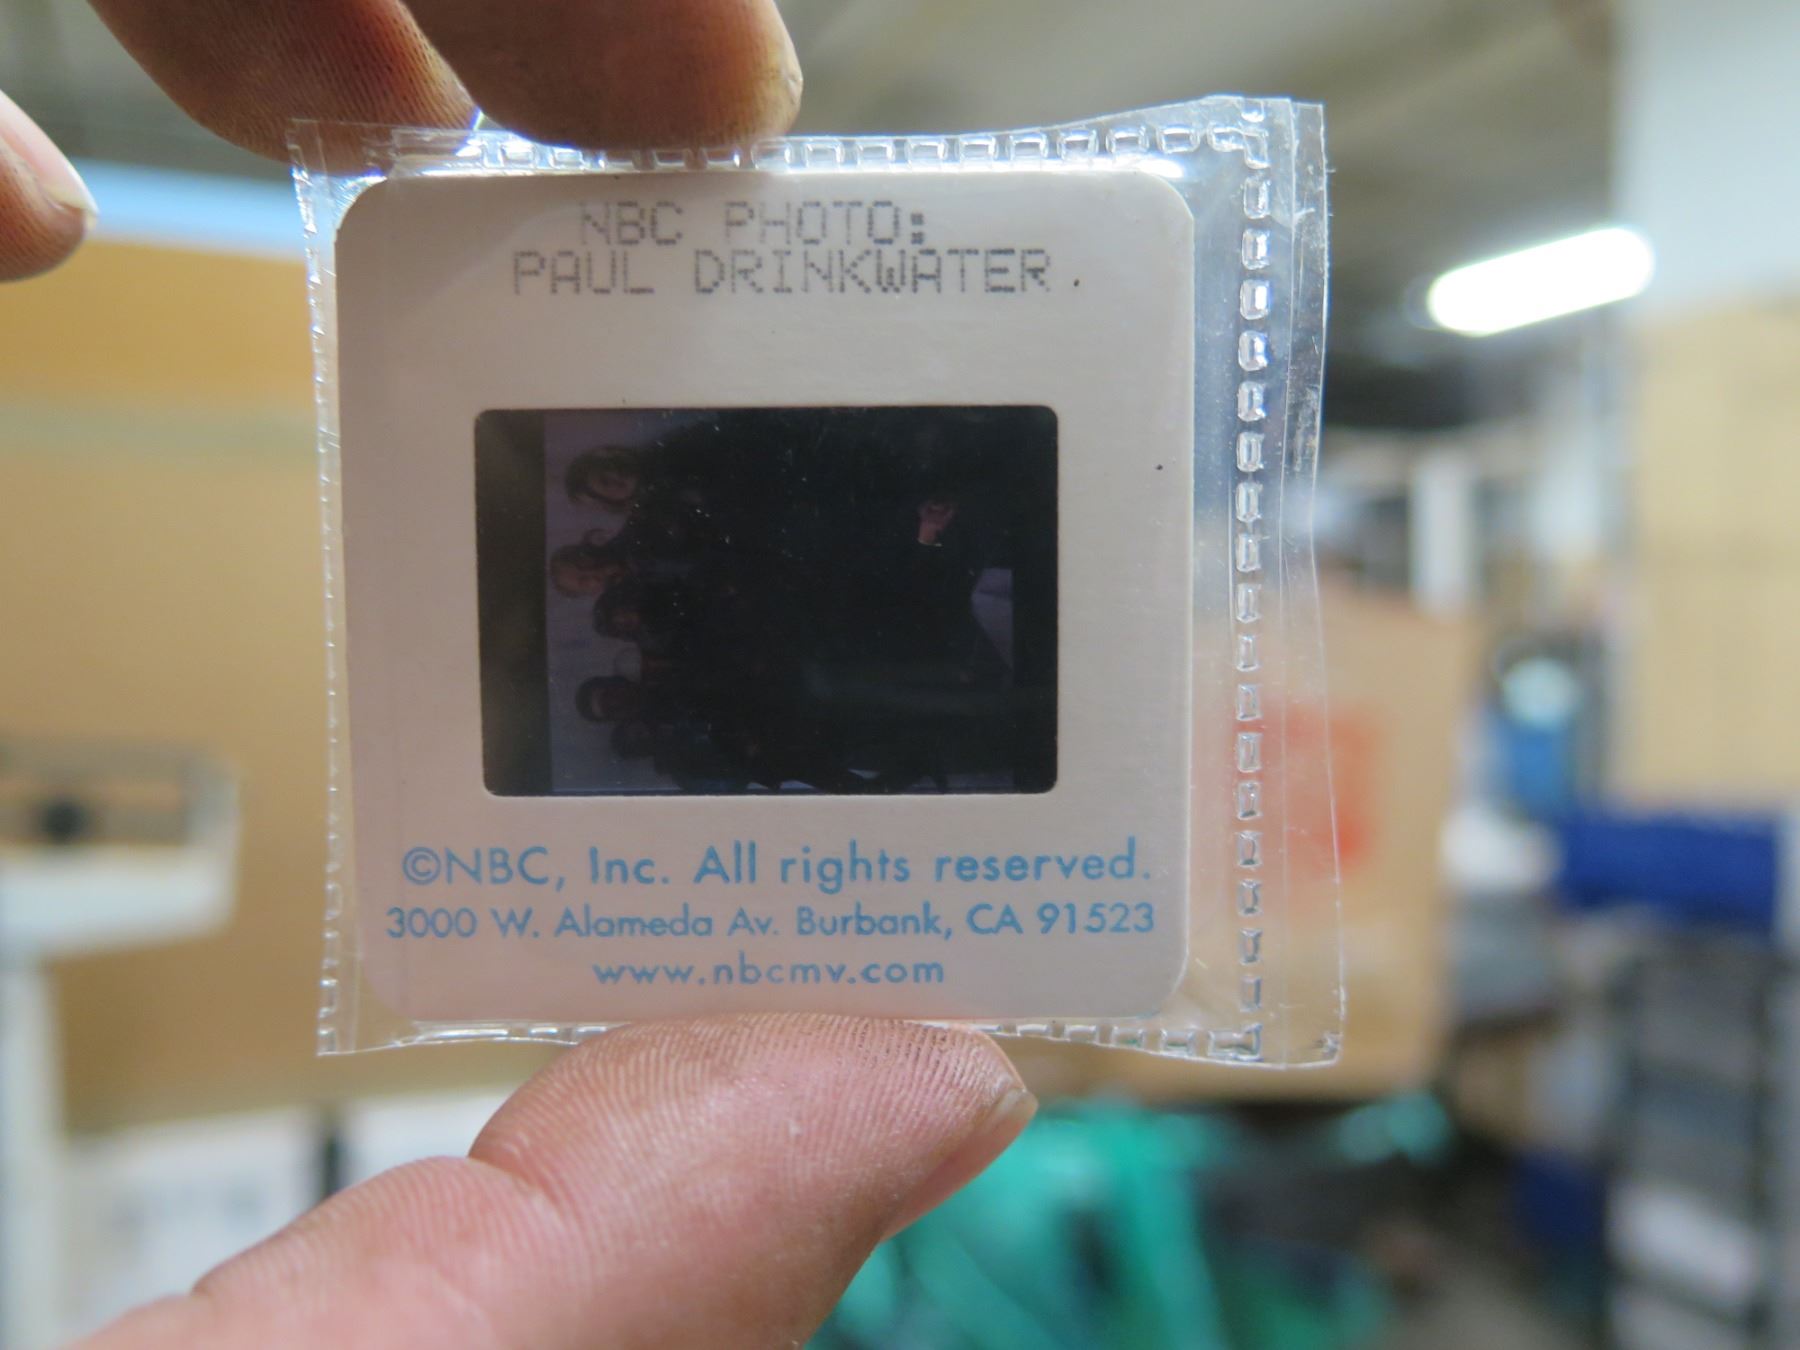 NBC PHOTO:
PAUL DRINKWATER.
©NBC, Inc. All rights reserved.
3000 W. Alameda Av. Burbank, CA 91523
www.nbcmv.com